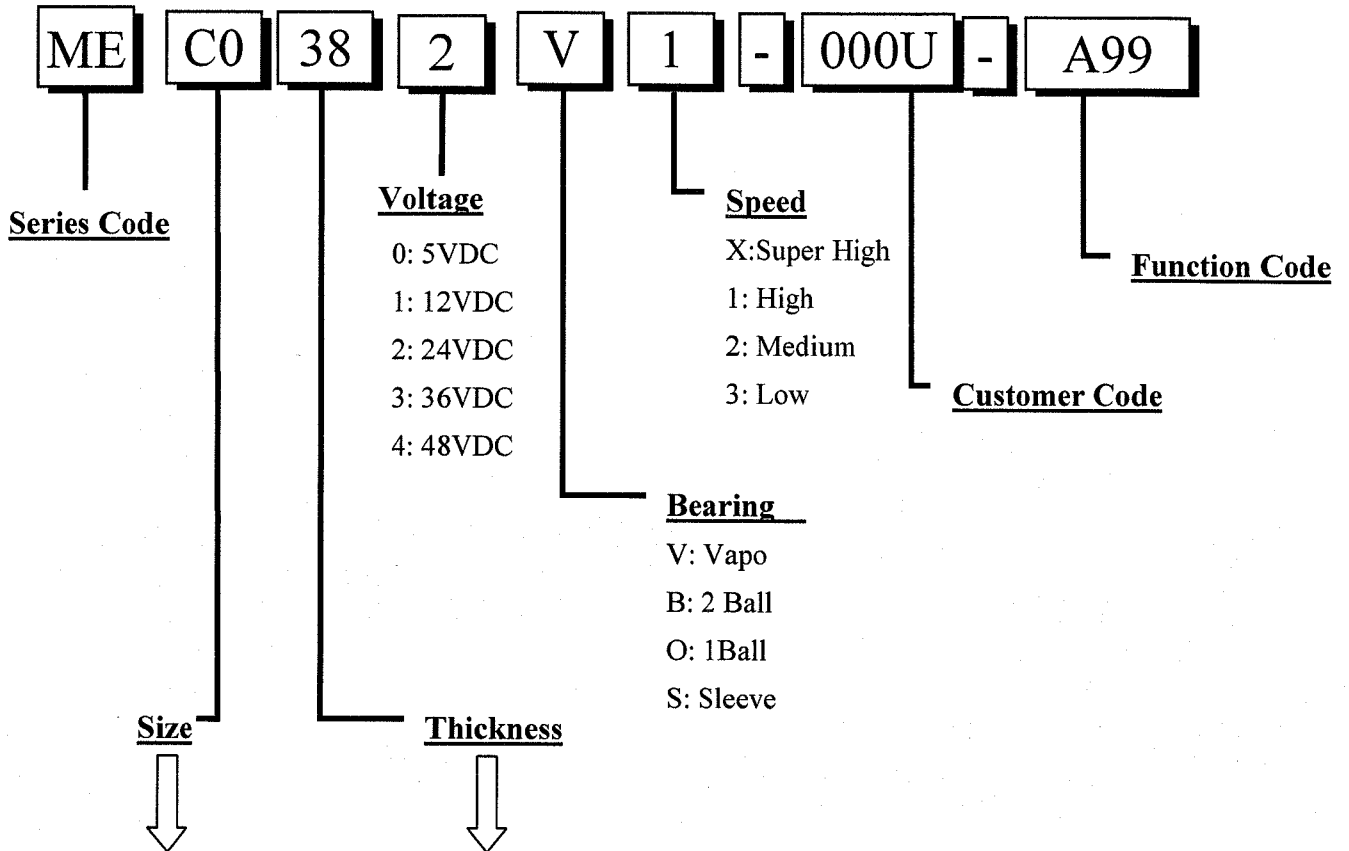 ME C0 38 2 V 1 - 000U - A99
Series Code
Voltage
0: 5VDC
1: 12VDC
2: 24VDC
3: 36VDC
4: 48VDC
Speed
X:Super High
1: High
2: Medium
3: Low
Function Code
Customer Code
Bearing
V: Vapo
B: 2 Ball
O: 1Ball
S: Sleeve
Size
Thickness